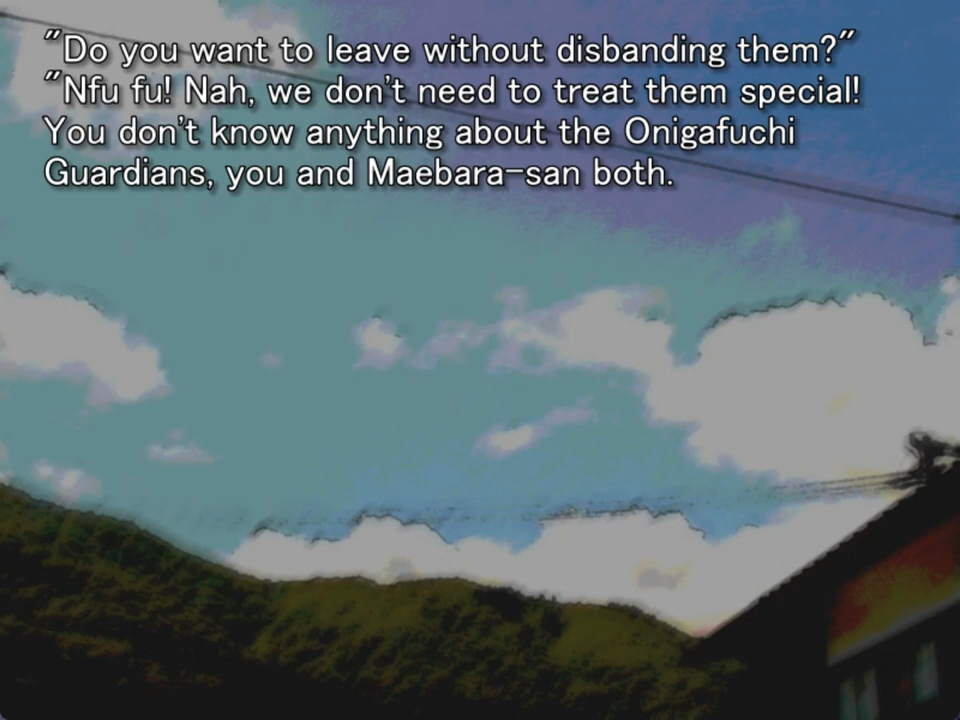 "Do you want to leave without disbanding them?"
"Nfu fu! Nah, we don't need to treat them special!
You don't know anything about the Onigafuchi
Guardians, you and Maebara-san both.